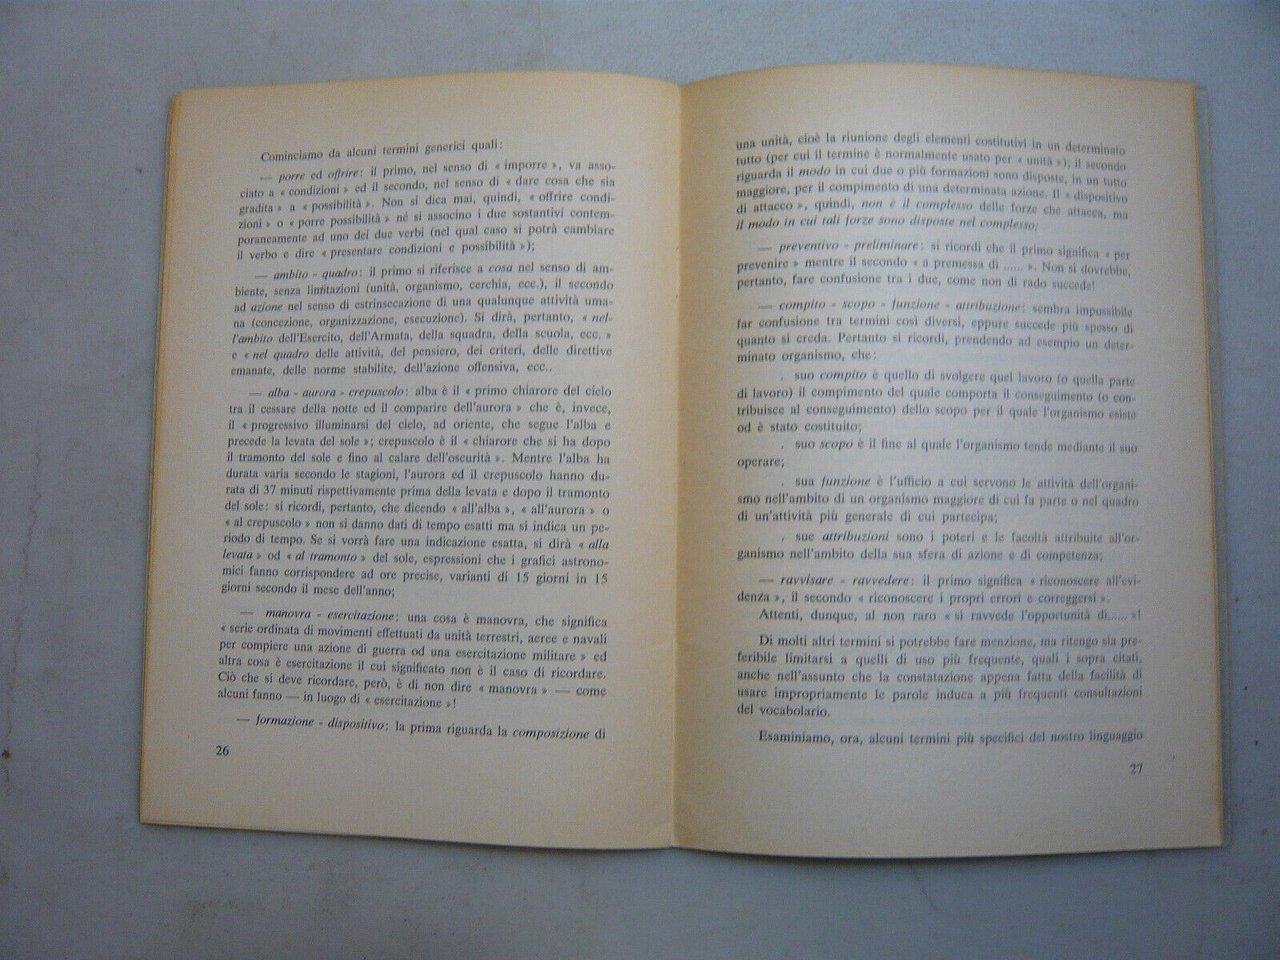 Cominciamo da alcuni termini generici quali:
— porre ed offrire: il primo, nel senso di « imporre », va asso-
ciato a « condizioni » ed il secondo, nel senso di « dare cosa che sia
gradita » a « possibilità ». Non si dica mai, quindi, « offrire condi-
zioni » o « porre possibilità » né si associno i due sostantivi contem-
poraneamente ad uno dei due verbi (nel qual caso si potrà cambiare
il verbo e dire « presentare condizioni e possibilità »);
— ambito - quadro: il primo si riferisce a cosa nel senso di am-
biente, senza limitazioni (unità, organismo, cerchia, ecc.), il secondo
ad azione nel senso di estrinsecazione di una qualunque attività uma-
na (concezione, organizzazione, esecuzione). Si dirà, pertanto, « nel-
l'ambito dell'Esercito, dell'Armata, della squadra, della scuola, ecc. »
e « nel quadro delle attività, del pensiero, dei criteri, delle direttive
emanate, delle norme stabilite, dell'azione offensiva, ecc..
— alba - aurora - crepuscolo: alba è il « primo chiarore del cielo
tra il cessare della notte ed il comparire dell'aurora » che è, invece,
il « progressivo illuminarsi del cielo, ad oriente, che segue l'alba e
precede la levata del sole »; crepuscolo è il « chiarore che si ha dopo
il tramonto del sole e fino al calare dell'oscurità ». Mentre l'alba ha
durata varia secondo le stagioni, l'aurora ed il crepuscolo hanno du-
rata di 37 minuti rispettivamente prima della levata e dopo il tramonto
del sole: si ricordi, pertanto, che dicendo « all'alba », « all'aurora » o
« al crepuscolo » non si danno dati di tempo esatti ma si indica un pe-
riodo di tempo. Se si vorrà fare una indicazione esatta, si dirà « alla
levata » od « al tramonto » del sole, espressioni che i grafici astrono-
mici fanno corrispondere ad ore precise, varianti di 15 giorni in 15
giorni secondo il mese dell'anno;
— manovra - esercitazione: una cosa è manovra, che significa
« serie ordinata di movimenti effettuati da unità terrestri, aeree e navali
per compiere una azione di guerra od una esercitazione militare » ed
altra cosa è esercitazione il cui significato non è il caso di ricordare.
Ciò che si deve ricordare, però, è di non dire « manovra » — come
alcuni fanno — in luogo di « esercitazione »!
— formazione - dispositivo: la prima riguarda la composizione di
26
una unità, cioè la riunione degli elementi costitutivi in un determinato
tutto (per cui il termine è normalmente usato per « unità »); il secondo
riguarda il modo in cui due o più formazioni sono disposte, in un tutto
maggiore, per il compimento di una determinata azione. Il « dispositivo
di attacco », quindi, non è il complesso delle forze che attacca, ma
il modo in cui tali forze sono disposte nel complesso;
— preventivo - preliminare: si ricordi che il primo significa « per
prevenire » mentre il secondo « a premessa di ...... ». Non si dovrebbe,
pertanto, fare confusione tra i due, come non di rado succede!
— compito - scopo - funzione - attribuzione: sembra impossibile
far confusione tra termini così diversi, eppure succede più spesso di
quanto si creda. Pertanto si ricordi, prendendo ad esempio un deter-
minato organismo, che:
. suo compito è quello di svolgere quel lavoro (o quella parte
di lavoro) il compimento del quale comporta il conseguimento (o con-
tribuisce al conseguimento) dello scopo per il quale l'organismo esiste
od è stato costituito;
. suo scopo è il fine al quale l'organismo tende mediante il suo
operare;
. sua funzione è l'ufficio a cui servono le attività dell'organi-
smo nell'ambito di un organismo maggiore di cui fa parte o nel quadro
di un'attività più generale di cui partecipa;
. sue attribuzioni sono i poteri e le facoltà attribuite all'or-
ganismo nell'ambito della sua sfera di azione e di competenza;
— ravvisare - ravvedere: il primo significa « riconoscere all'evi-
denza », il secondo « riconoscere i propri errori e correggersi ».
Attenti, dunque, al non raro « si ravvede l'opportunità di...... »!
Di molti altri termini si potrebbe fare menzione, ma ritengo sia pre-
feribile limitarsi a quelli di uso più frequente, quali i sopra citati,
anche nell'assunto che la constatazione appena fatta della facilità di
usare impropriamente le parole induca a più frequenti consultazioni
del vocabolario.
Esaminiamo, ora, alcuni termini più specifici del nostro linguaggio
27